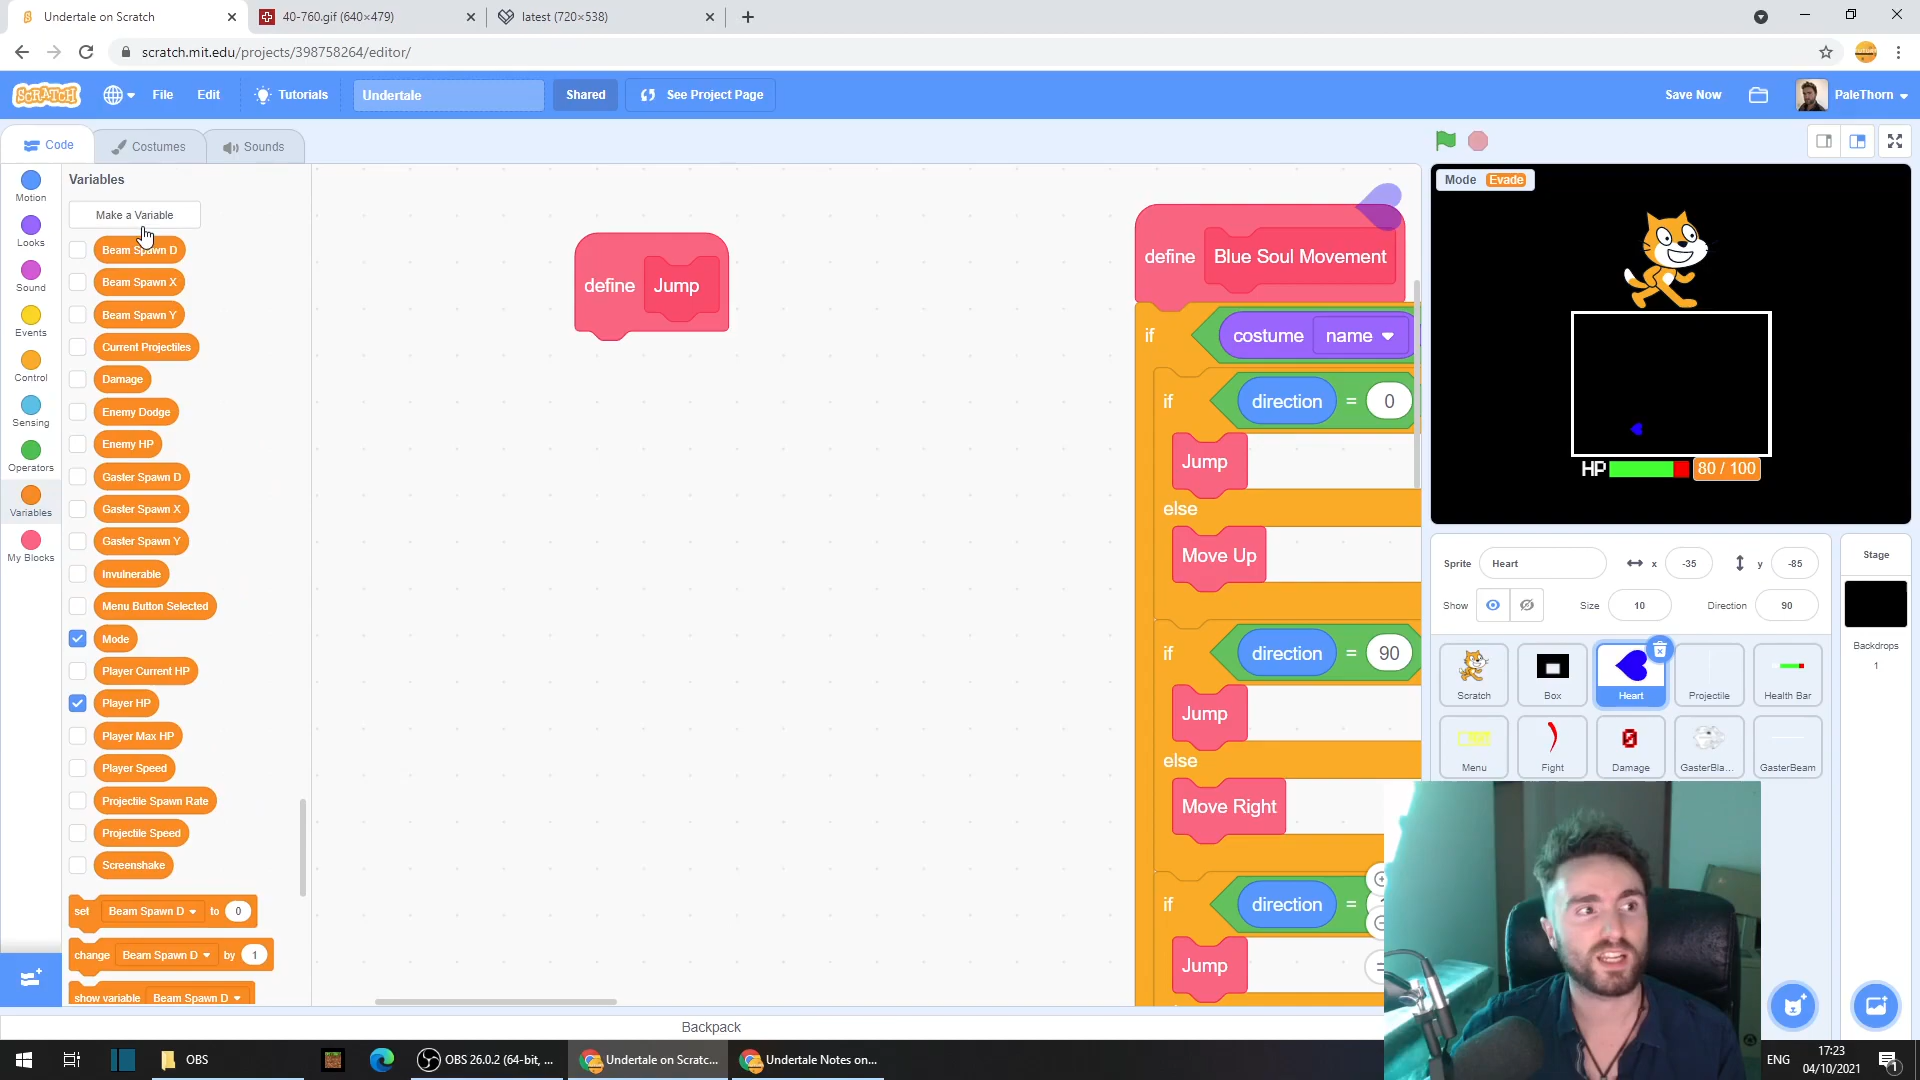 Undertale on Scratch
40-760.gif (640×479)
latest (720×538)
scratch.mit.edu/projects/398758264/editor/
SCRATCH
File
Edit
Tutorials
Undertale
Shared
See Project Page
Save Now
PaleThorn
Code
Costumes
Sounds
Motion
Looks
Sound
Events
Control
Sensing
Operators
Variables
My Blocks
Variables
Make a Variable
Beam Spawn D
Beam Spawn X
Beam Spawn Y
Current Projectiles
Damage
Enemy Dodge
Enemy HP
Gaster Spawn D
Gaster Spawn X
Gaster Spawn Y
Invulnerable
Menu Button Selected
Mode
Player Current HP
Player HP
Player Max HP
Player Speed
Projectile Spawn Rate
Projectile Speed
Screenshake
set Beam Spawn D to 0
change Beam Spawn D by 1
show variable Beam Spawn D
define Jump
define Blue Soul Movement
if costume name
if direction = 0
Jump
else
Move Up
if direction = 90
Jump
else
Move Right
if direction =
Jump
Backpack
Mode Evade
HP 80 / 100
Sprite Heart x -35 y -85
Show Size 10 Direction 90
Scratch
Box
Heart
Projectile
Health Bar
Menu
Fight
Damage
GasterBla...
GasterBeam
Stage
Backdrops
1
OBS
OBS 26.0.2 (64-bit, ...
Undertale on Scratc...
Undertale Notes on...
ENG
17:23
04/10/2021
1